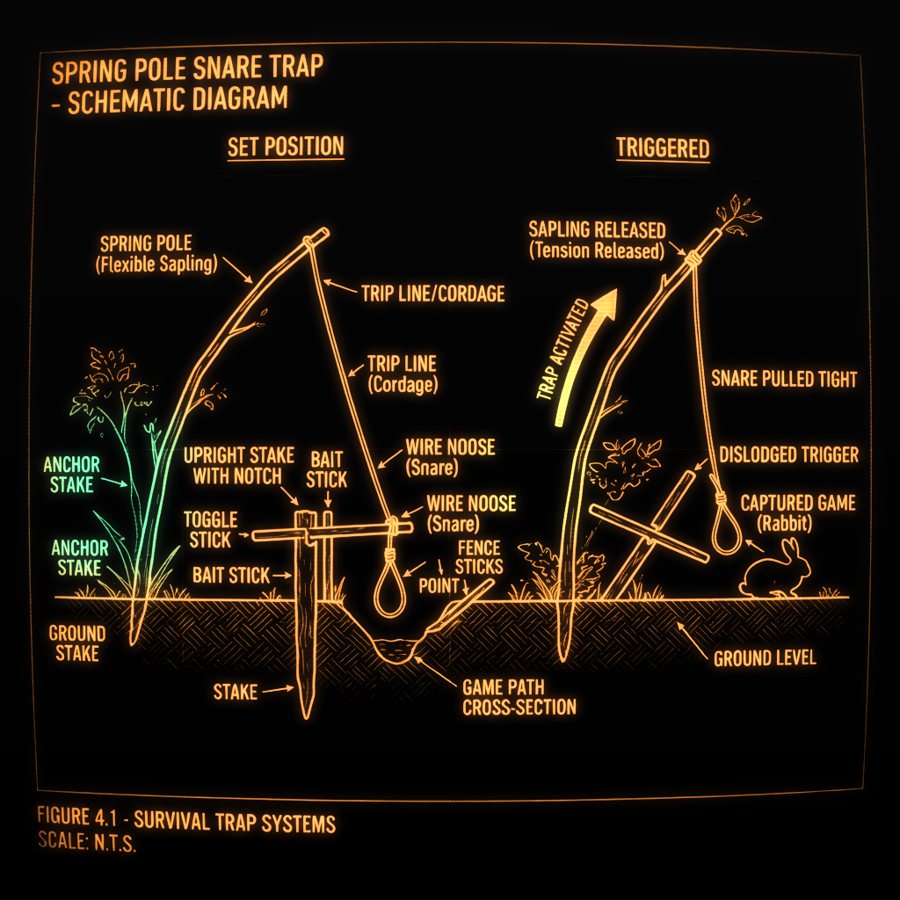 SPRING POLE SNARE TRAP
- SCHEMATIC DIAGRAM
SET POSITION
TRIGGERED
SPRING POLE
(Flexible Sapling)
TRIP LINE/CORDAGE
TRIP LINE
(Cordage)
WIRE NOOSE
(Snare)
WIRE NOOSE
(Snare)
UPRIGHT STAKE
WITH NOTCH
BAIT
STICK
ANCHOR
STAKE
TOGGLE
STICK
ANCHOR
STAKE
BAIT STICK
FENCE
STICKS
POINT
GROUND
STAKE
STAKE
GAME PATH
CROSS-SECTION
SAPLING RELEASED
(Tension Released)
TRAP ACTIVATED
SNARE PULLED TIGHT
DISLODGED TRIGGER
CAPTURED GAME
(Rabbit)
GROUND LEVEL
FIGURE 4.1 - SURVIVAL TRAP SYSTEMS
SCALE: N.T.S.